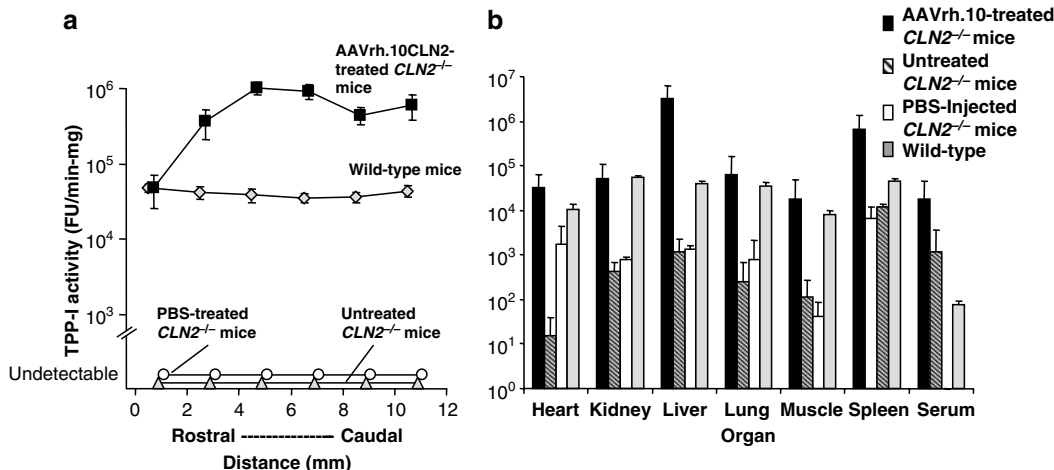 a
AAVrh.10CLN2-
treated CLN2–/–
mice
TPP-I activity (FU/min-mg)
10^6
10^5
10^4
10^3
Undetectable
Wild-type mice
PBS-treated
CLN2–/– mice
Untreated
CLN2–/– mice
0 2 4 6 8 10 12
Rostral -------------- Caudal
Distance (mm)
b
AAVrh.10-treated
CLN2–/– mice
Untreated
CLN2–/– mice
PBS-Injected
CLN2–/– mice
Wild-type
10^7
10^6
10^5
10^4
10^3
10^2
10^1
10^0
Heart Kidney Liver Lung Muscle Spleen Serum
Organ